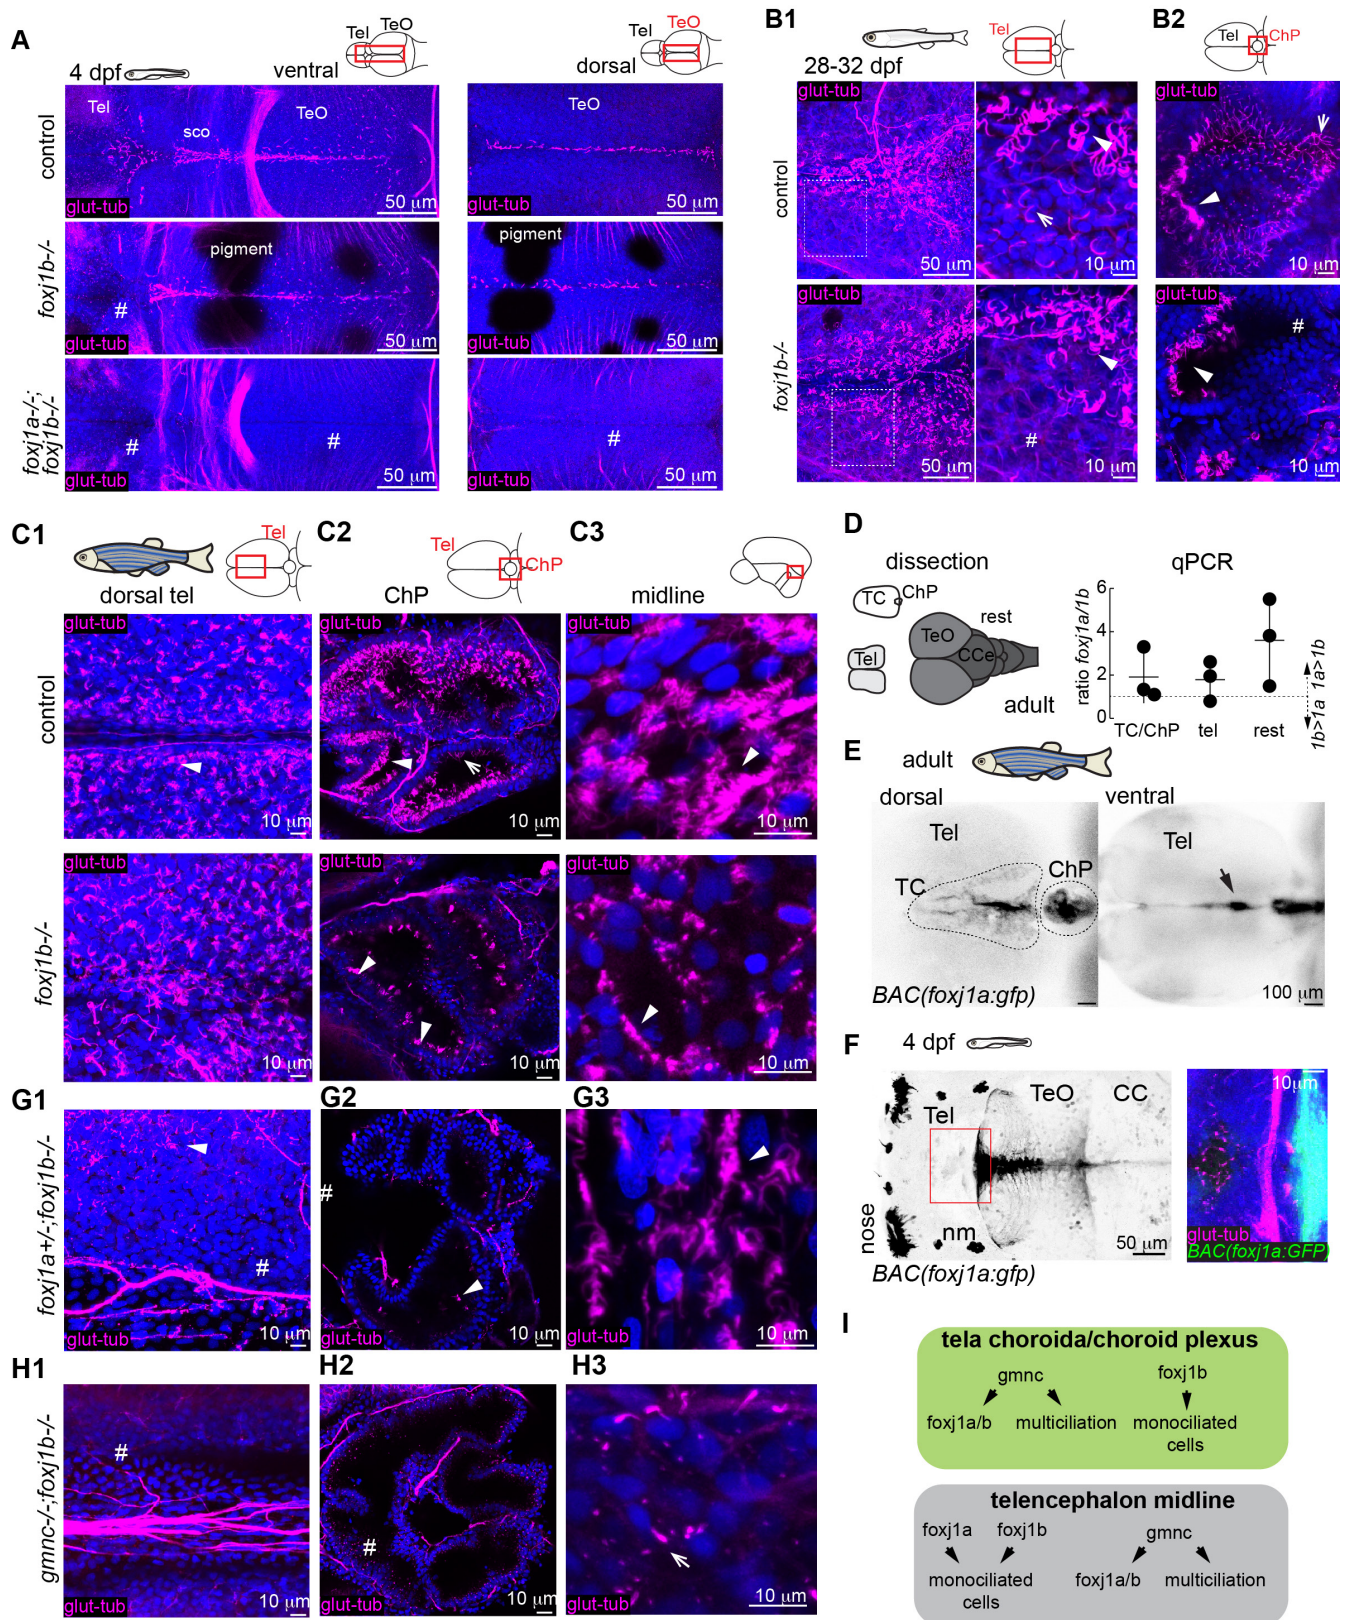 A
Tel
TeO
TeO
Tel
4 dpf
ventral
dorsal
control
Tel
sco
TeO
glut-tub
50 μm
TeO
glut-tub
50 μm
foxj1b-/-
pigment
#
glut-tub
50 μm
pigment
glut-tub
50 μm
foxj1a-/-;
foxj1b-/-
#
#
glut-tub
50 μm
#
glut-tub
50 μm
B1
Tel
28-32 dpf
B2
Tel
ChP
control
glut-tub
50 μm
10 μm
glut-tub
10 μm
foxj1b-/-
glut-tub
50 μm
#
10 μm
glut-tub
#
10 μm
C1
Tel
dorsal tel
C2
Tel
ChP
ChP
C3
midline
control
glut-tub
10 μm
glut-tub
10 μm
glut-tub
10 μm
foxj1b-/-
glut-tub
10 μm
glut-tub
10 μm
glut-tub
10 μm
D
dissection
TC
ChP
Tel
TeO
CCe
rest
adult
qPCR
ratio foxj1a/1b
6
4
2
0
TC/ChP
tel
rest
1b>1a 1a>1b
E
adult
dorsal
ventral
Tel
TC
ChP
Tel
BAC(foxj1a:gfp)
100 μm
F
4 dpf
Tel
TeO
CC
nose
nm
50 μm
BAC(foxj1a:gfp)
10μm
glut-tub
BAC(foxj1a:GFP)
G1
G2
G3
foxj1a+/-;foxj1b-/-
#
glut-tub
10 μm
#
glut-tub
10 μm
glut-tub
10 μm
H1
H2
H3
gmnc-/-;foxj1b-/-
#
glut-tub
10 μm
#
glut-tub
10 μm
glut-tub
10 μm
I
tela choroida/choroid plexus
gmnc
foxj1b
foxj1a/b
multiciliation
monociliated
cells
telencephalon midline
foxj1a
foxj1b
gmnc
monociliated
cells
foxj1a/b
multiciliation